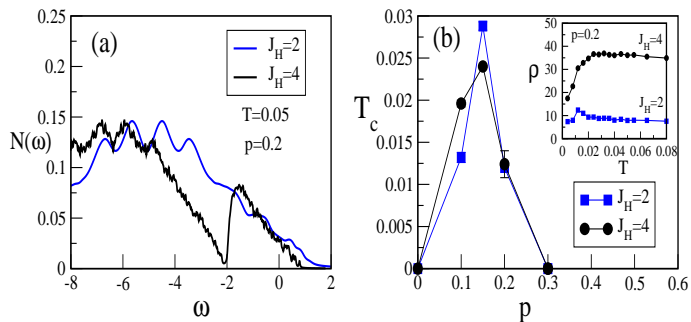 (a)
J_H=2
J_H=4
T=0.05
p=0.2
N(ω)
0.2
0.15
0.1
0.05
0
-8 -6 -4 -2 0 2
ω
(b)
T_c
0.03
0.025
0.02
0.015
0.01
0.005
0
0 0.1 0.2 0.3 0.4 0.5 0.6
p
p=0.2
J_H=4
J_H=2
ρ
50
40
30
20
10
0
0 0.02 0.04 0.06 0.08
T
J_H=2
J_H=4